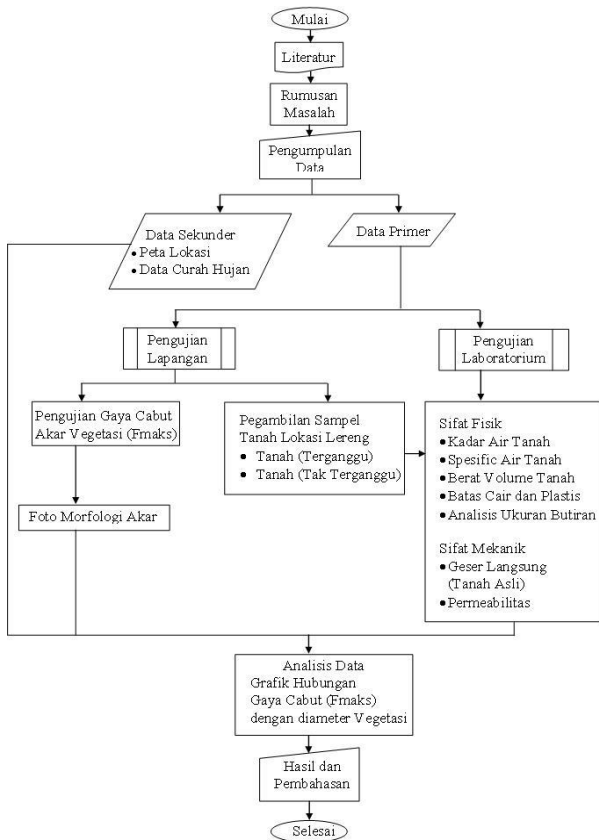 Mulai
Literatur
Rumusan
Masalah
Pengumpulan
Data
Data Sekunder
• Peta Lokasi
• Data Curah Hujan
Data Primer
Pengujian
Lapangan
Pengujian
Laboratorium
Pengujian Gaya Cabut
Akar Vegetasi (Fmaks)
Pegambilan Sampel
Tanah Lokasi Lereng
• Tanah (Terganggu)
• Tanah (Tak Terganggu)
Sifat Fisik
• Kadar Air Tanah
• Spesific Air Tanah
• Berat Volume Tanah
• Batas Cair dan Plastis
• Analisis Ukuran Butiran
Sifat Mekanik
• Geser Langsung
(Tanah Asli)
• Permeabilitas
Foto Morfologi Akar
Analisis Data
Grafik Hubungan
Gaya Cabut (Fmaks)
dengan diameter Vegetasi
Hasil dan
Pembahasan
Selesai